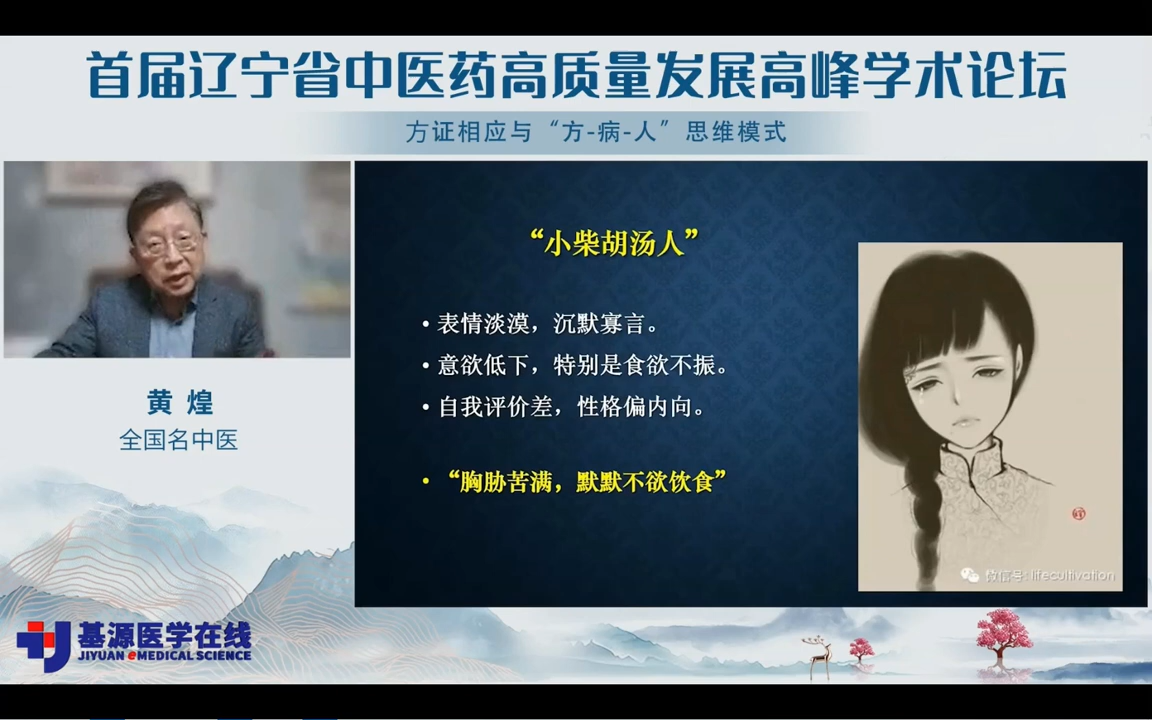 首届辽宁省中医药高质量发展高峰学术论坛
方证相应与“方-病-人”思维模式
“小柴胡汤人”
• 表情淡漠，沉默寡言。
• 意欲低下，特别是食欲不振。
• 自我评价差，性格偏内向。
• “胸胁苦满，默默不欲饮食”
黄 煌
全国名中医
微信号: lifecultivation
基源医学在线
JIYUAN eMEDICAL SCIENCE